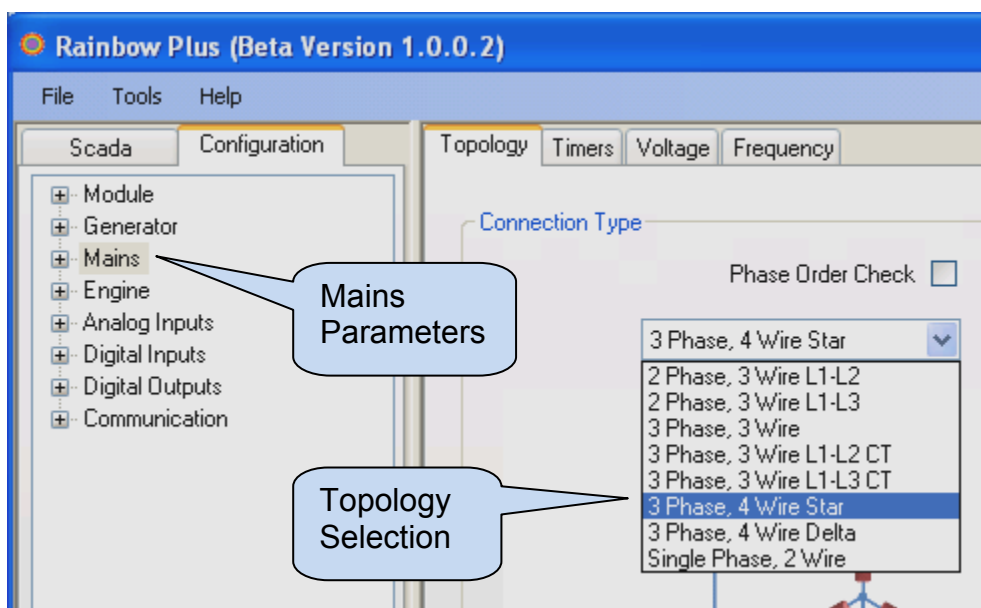 Rainbow Plus (Beta Version 1.0.0.2)
File Tools Help
Scada Configuration
Module
Generator
Mains
Engine
Analog Inputs
Digital Inputs
Digital Outputs
Communication
Mains
Parameters
Topology
Selection
Topology Timers Voltage Frequency
Connection Type
Phase Order Check
3 Phase, 4 Wire Star
2 Phase, 3 Wire L1-L2
2 Phase, 3 Wire L1-L3
3 Phase, 3 Wire
3 Phase, 3 Wire L1-L2 CT
3 Phase, 3 Wire L1-L3 CT
3 Phase, 4 Wire Star
3 Phase, 4 Wire Delta
Single Phase, 2 Wire